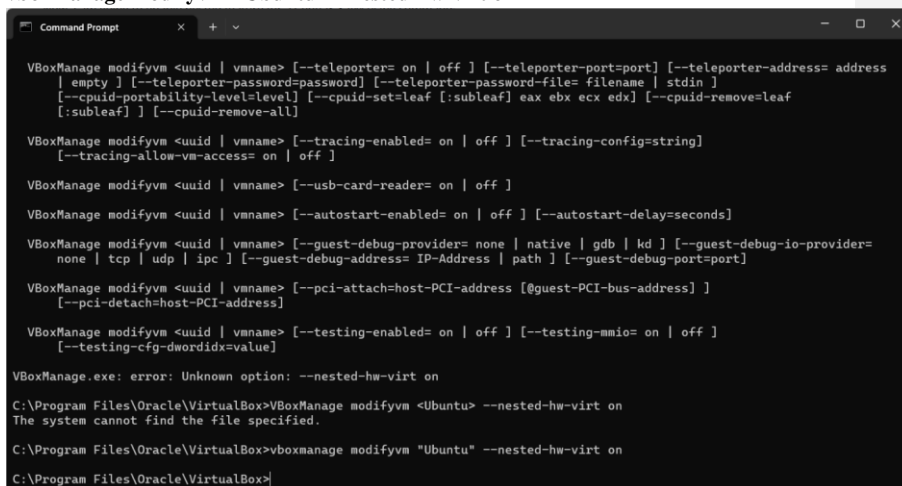 Command Prompt
VBoxManage modifyvm <uuid | vmname> [--teleporter= on | off ] [--teleporter-port=port] [--teleporter-address= address
| empty ] [--teleporter-password=password] [--teleporter-password-file= filename | stdin ]
[--cpuid-portability-level=level] [--cpuid-set=leaf [:subleaf] eax ebx ecx edx] [--cpuid-remove=leaf
[:subleaf] ] [--cpuid-remove-all]
VBoxManage modifyvm <uuid | vmname> [--tracing-enabled= on | off ] [--tracing-config=string]
[--tracing-allow-vm-access= on | off ]
VBoxManage modifyvm <uuid | vmname> [--usb-card-reader= on | off ]
VBoxManage modifyvm <uuid | vmname> [--autostart-enabled= on | off ] [--autostart-delay=seconds]
VBoxManage modifyvm <uuid | vmname> [--guest-debug-provider= none | native | gdb | kd ] [--guest-debug-io-provider=
none | tcp | udp | ipc ] [--guest-debug-address= IP-Address | path ] [--guest-debug-port=port]
VBoxManage modifyvm <uuid | vmname> [--pci-attach=host-PCI-address [@guest-PCI-bus-address] ]
[--pci-detach=host-PCI-address]
VBoxManage modifyvm <uuid | vmname> [--testing-enabled= on | off ] [--testing-mmio= on | off ]
[--testing-cfg-dwordidx=value]
VBoxManage.exe: error: Unknown option: --nested-hw-virt on
C:\Program Files\Oracle\VirtualBox>VBoxManage modifyvm <Ubuntu> --nested-hw-virt on
The system cannot find the file specified.
C:\Program Files\Oracle\VirtualBox>vboxmanage modifyvm "Ubuntu" --nested-hw-virt on
C:\Program Files\Oracle\VirtualBox>